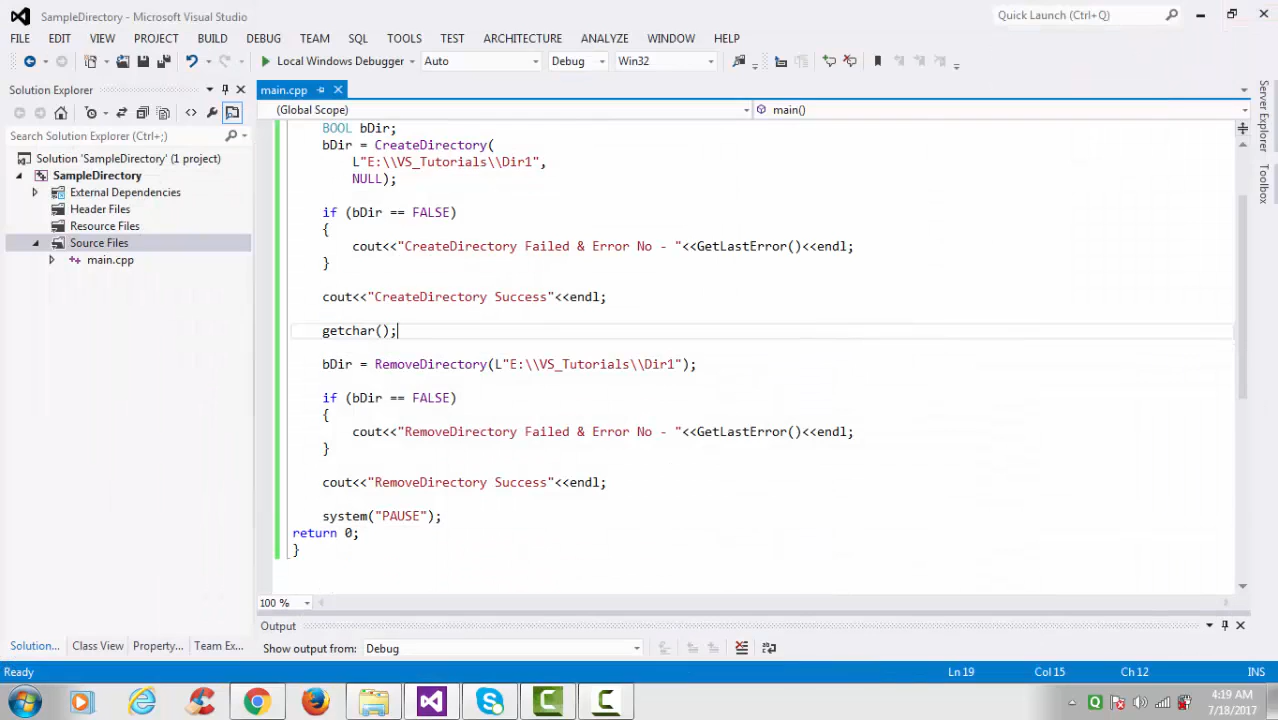 SampleDirectory - Microsoft Visual Studio
Quick Launch (Ctrl+Q)
FILE EDIT VIEW PROJECT BUILD DEBUG TEAM SQL TOOLS TEST ARCHITECTURE ANALYZE WINDOW HELP
Local Windows Debugger Auto Debug Win32
Solution Explorer
main.cpp
(Global Scope)
main()
Search Solution Explorer (Ctrl+;)
Solution 'SampleDirectory' (1 project)
SampleDirectory
External Dependencies
Header Files
Resource Files
Source Files
main.cpp
BOOL bDir;
bDir = CreateDirectory(
L"E:\\VS_Tutorials\\Dir1",
NULL);
if (bDir == FALSE)
{
cout<<"CreateDirectory Failed & Error No - "<<GetLastError()<<endl;
}
cout<<"CreateDirectory Success"<<endl;
getchar();
bDir = RemoveDirectory(L"E:\\VS_Tutorials\\Dir1");
if (bDir == FALSE)
{
cout<<"RemoveDirectory Failed & Error No - "<<GetLastError()<<endl;
}
cout<<"RemoveDirectory Success"<<endl;
system("PAUSE");
return 0;
}
Server Explorer
Toolbox
100 %
Solution... Class View Property... Team Ex...
Output
Show output from: Debug
Ready
Ln 19 Col 15 Ch 12 INS
4:19 AM
7/18/2017